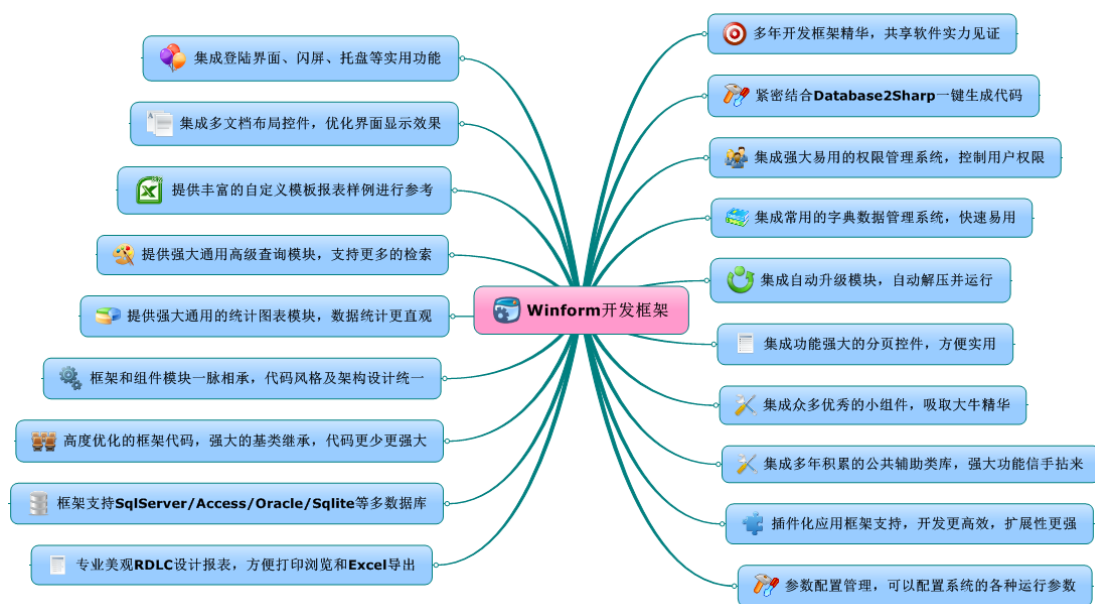 集成登陆界面、闪屏、托盘等实用功能
集成多文档布局控件，优化界面显示效果
提供丰富的自定义模板报表样例进行参考
提供强大通用高级查询模块，支持更多的检索
提供强大通用的统计图表模块，数据统计更直观
框架和组件模块一脉相承，代码风格及架构设计统一
高度优化的框架代码，强大的基类继承，代码更少更强大
框架支持SqlServer/Access/Oracle/Sqlite等多数据库
专业美观RDLC设计报表，方便打印浏览和Excel导出
Winform开发框架
多年开发框架精华，共享软件实力见证
紧密结合Database2Sharp一键生成代码
集成强大易用的权限管理系统，控制用户权限
集成常用的字典数据管理系统，快速易用
集成自动升级模块，自动解压并运行
集成功能强大的分页控件，方便实用
集成众多优秀的小组件，吸取大牛精华
集成多年积累的公共辅助类库，强大功能信手拈来
插件化应用框架支持，开发更高效，扩展性更强
参数配置管理，可以配置系统的各种运行参数